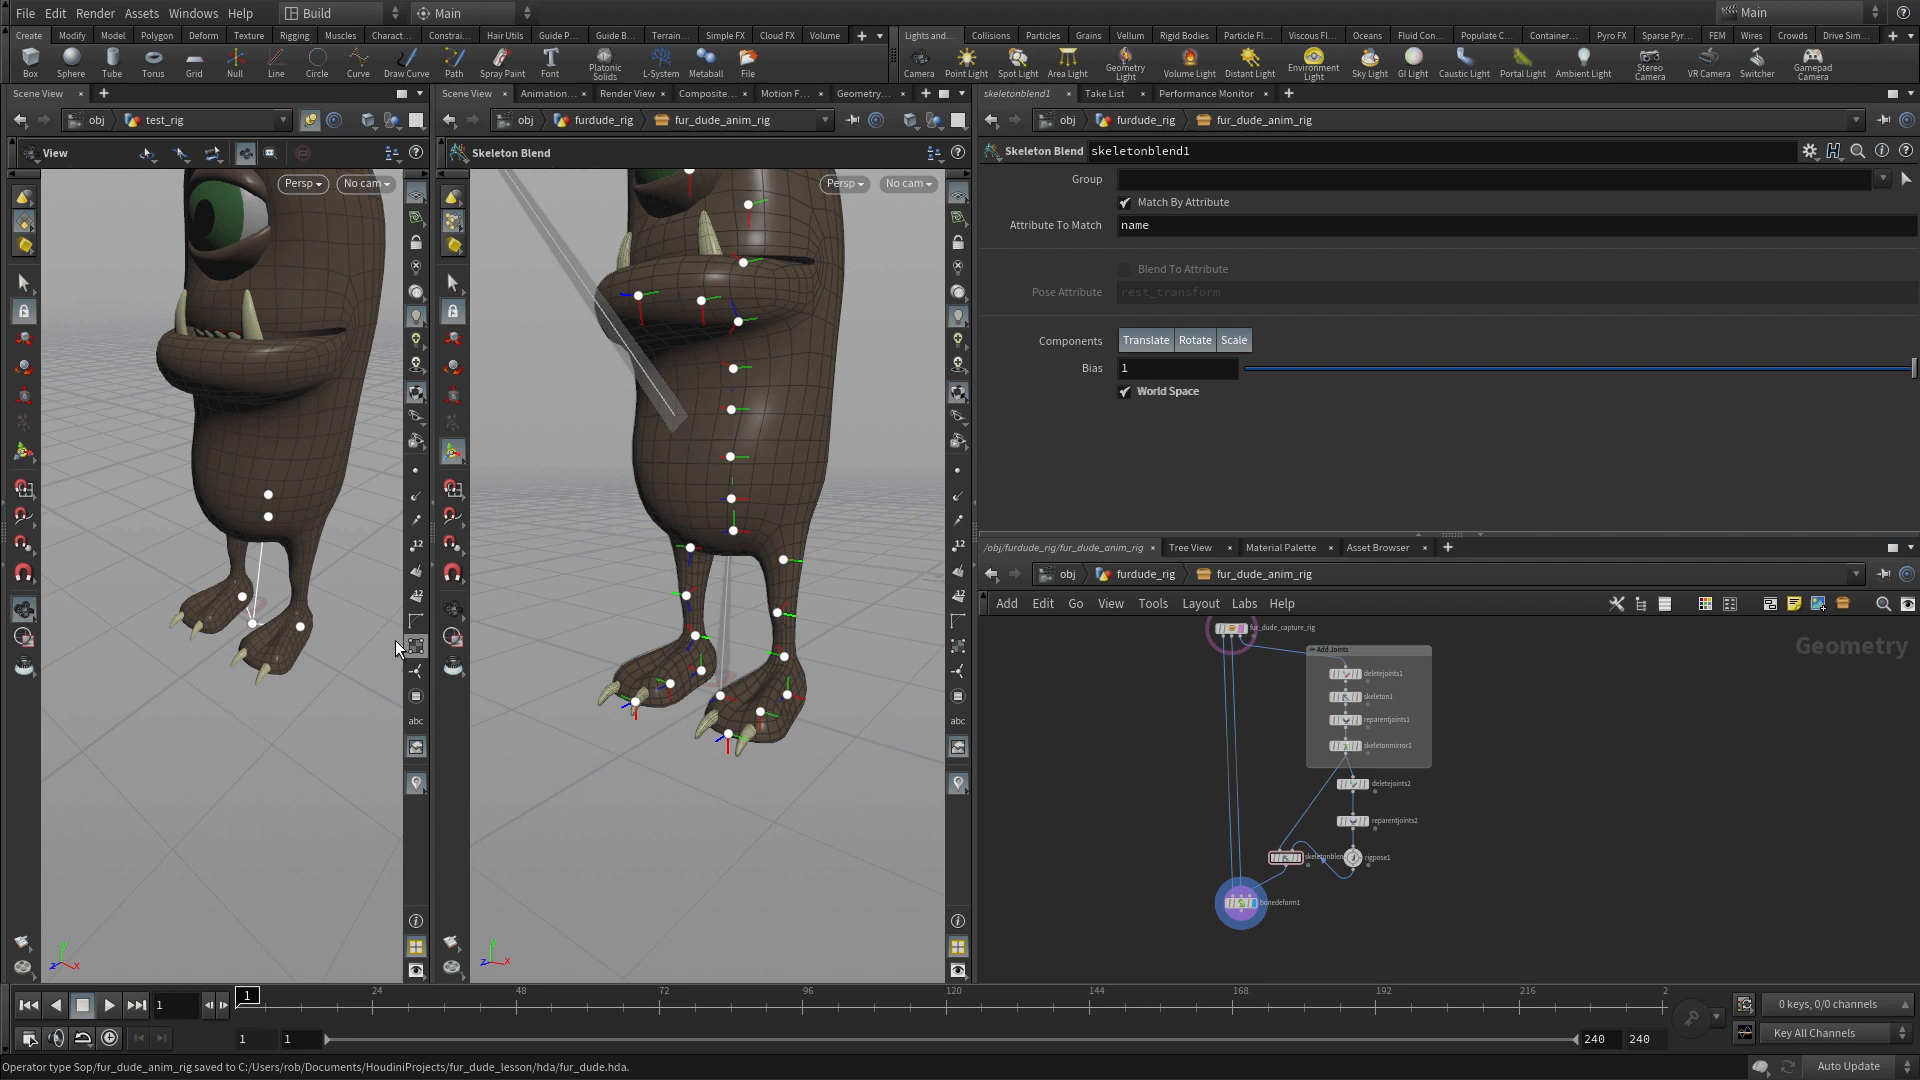 File Edit Render Assets Windows Help Build Main Main
Create Modify Model Polygon Deform Texture Rigging Muscles Charact... Constrai... Hair Utils Guide P... Guide B... Terrain... Simple FX Cloud FX Volume
Lights and... Collisions Particles Grains Vellum Rigid Bodies Particle Fl... Viscous Fl... Oceans Fluid Con... Populate C... Container... Pyro FX Sparse Pyr... FEM Wires Crowds Drive Sim...
Box Sphere Tube Torus Grid Null Line Circle Curve Draw Curve Path Spray Paint Font Platonic Solids L-System Metaball File
Camera Point Light Spot Light Area Light Geometry Light Volume Light Distant Light Environment Light Sky Light GI Light Caustic Light Portal Light Ambient Light Stereo Camera VR Camera Switcher Gamepad Camera
Scene View
Scene View Animation... Render View Composite... Motion F... Geometry...
skeletonblend1 Take List Performance Monitor
obj test_rig
obj furdude_rig fur_dude_anim_rig
obj furdude_rig fur_dude_anim_rig
View
Skeleton Blend
Skeleton Blend skeletonblend1
Persp No cam
Persp No cam
Group
Match By Attribute
Attribute To Match name
Blend To Attribute
Pose Attribute rest_transform
Components Translate Rotate Scale
Bias 1
World Space
/obj/furdude_rig/fur_dude_anim_rig Tree View Material Palette Asset Browser
obj furdude_rig fur_dude_anim_rig
Add Edit Go View Tools Layout Labs Help
Geometry
fur_dude_capture_rig
Add Joints
deletejoints1
skeleton1
reparentjoints1
skeletonmirror1
deletejoints2
reparentjoints2
skeletonblen
rigpose1
bonedeform1
12
12
abc
12
12
abc
y
z x
y
z x
1 1 24 48 72 96 120 144 168 192 216 2
0 keys, 0/0 channels
1 1 240 240
Key All Channels
Operator type Sop/fur_dude_anim_rig saved to C:/Users/rob/Documents/HoudiniProjects/fur_dude_lesson/hda/fur_dude.hda.
Auto Update